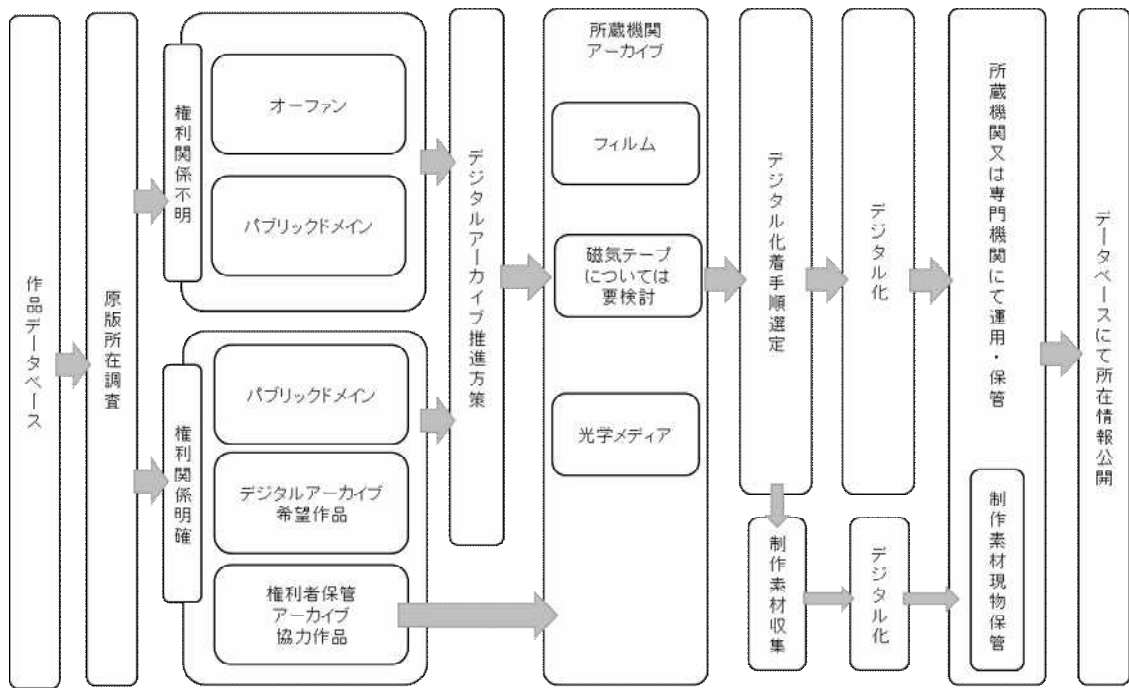 作品データベース
原版所在調査
権利関係不明
オーファン
パブリックドメイン
権利関係明確
パブリックドメイン
デジタルアーカイブ
希望作品
権利者保管
アーカイブ
協力作品
デジタルアーカイブ推進方策
所蔵機関
アーカイブ
フィルム
磁気テープ
については
要検討
光学メディア
デジタル化着手順選定
制作素材収集
デジタル化
デジタル化
所蔵機関又は専門機関にて運用・保管
制作素材現物保管
データベースにて所在情報公開